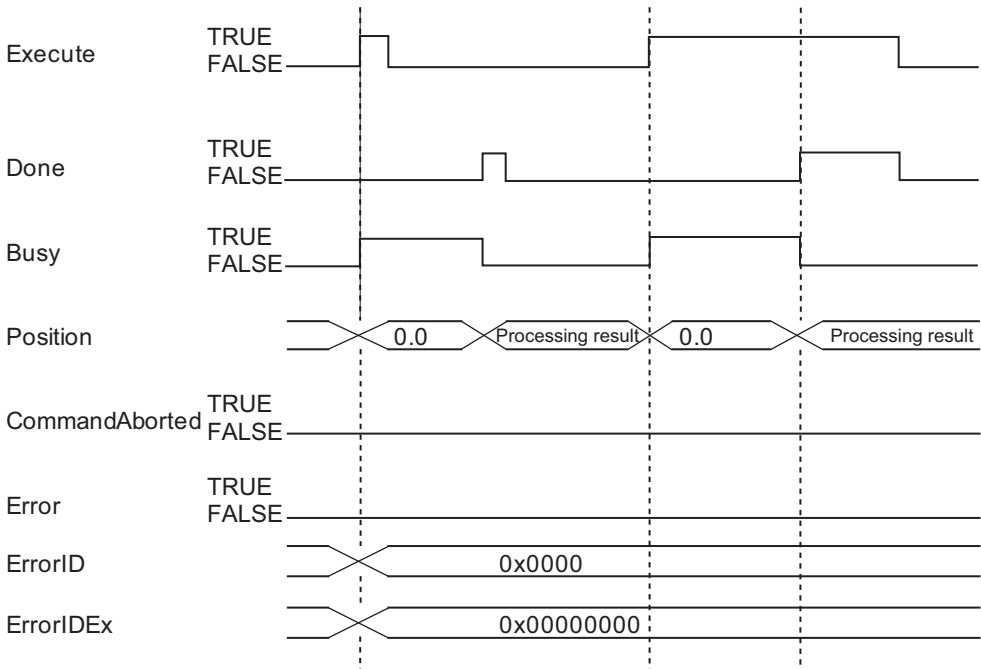 Execute
TRUE
FALSE
Done
TRUE
FALSE
Busy
TRUE
FALSE
Position
0.0
Processing result
0.0
Processing result
CommandAborted
TRUE
FALSE
Error
TRUE
FALSE
ErrorID
0x0000
ErrorIDEx
0x00000000